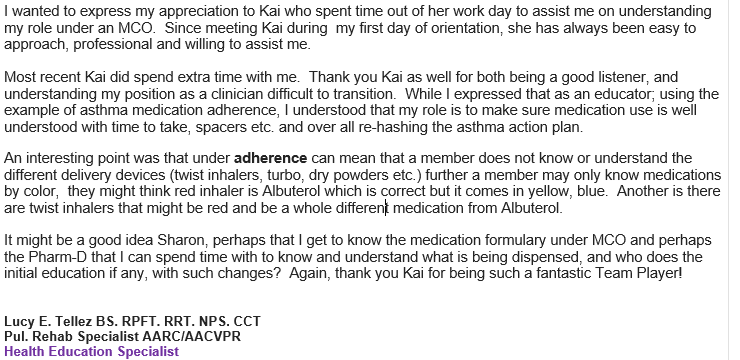 I wanted to express my appreciation to Kai who spent time out of her work day to assist me on understanding
my role under an MCO.  Since meeting Kai during  my first day of orientation, she has always been easy to
approach, professional and willing to assist me.
Most recent Kai did spend extra time with me.  Thank you Kai as well for both being a good listener, and
understanding my position as a clinician difficult to transition.  While I expressed that as an educator; using the
example of asthma medication adherence, I understood that my role is to make sure medication use is well
understood with time to take, spacers etc. and over all re-hashing the asthma action plan.
An interesting point was that under adherence can mean that a member does not know or understand the
different delivery devices (twist inhalers, turbo, dry powders etc.) further a member may only know medications
by color,  they might think red inhaler is Albuterol which is correct but it comes in yellow, blue.  Another is there
are twist inhalers that might be red and be a whole different medication from Albuterol.
It might be a good idea Sharon, perhaps that I get to know the medication formulary under MCO and perhaps
the Pharm-D that I can spend time with to know and understand what is being dispensed, and who does the
initial education if any, with such changes?  Again, thank you Kai for being such a fantastic Team Player!
Lucy E. Tellez BS. RPFT. RRT. NPS. CCT
Pul. Rehab Specialist AARC/AACVPR
Health Education Specialist